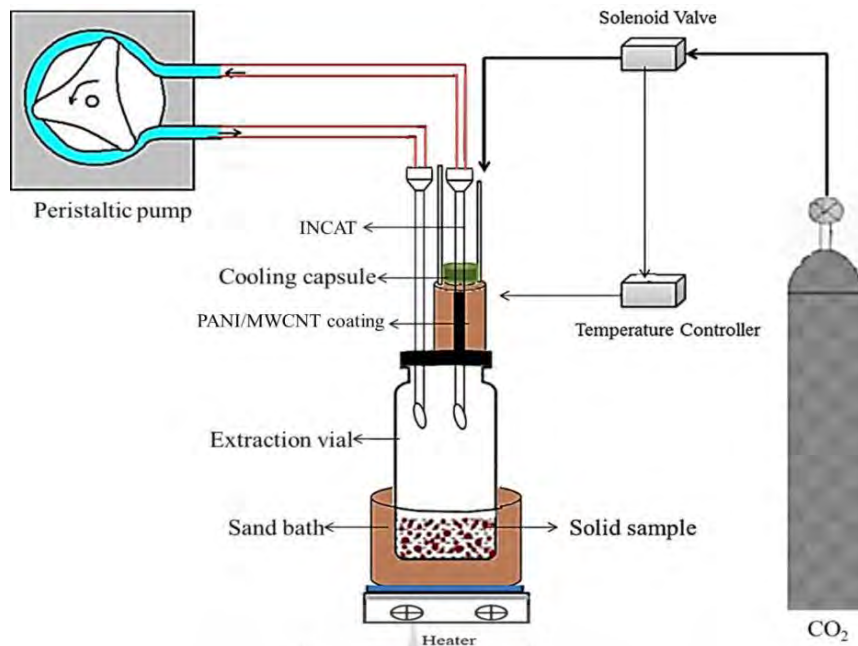 Solenoid Valve
Peristaltic pump
INCAT
Cooling capsule
PANI/MWCNT coating
Temperature Controller
Extraction vial
Sand bath
Solid sample
CO₂
Heater